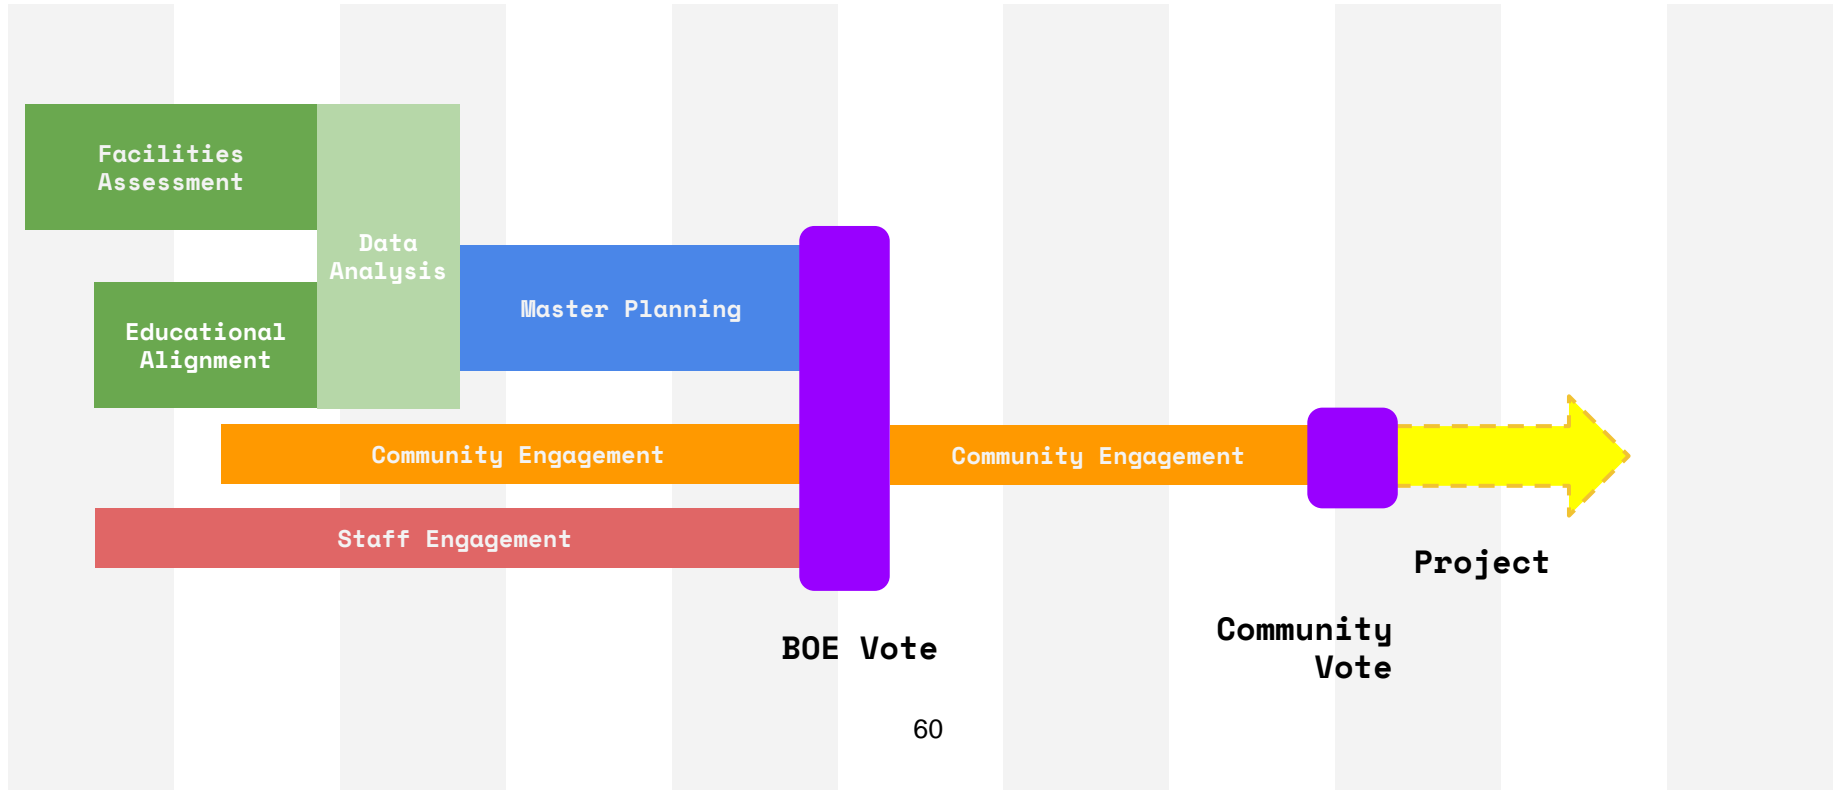 Facilities
Assessment
Data
Analysis
Educational
Alignment
Master Planning
Community Engagement
Community Engagement
Staff Engagement
Project
BOE Vote
Community
Vote
60